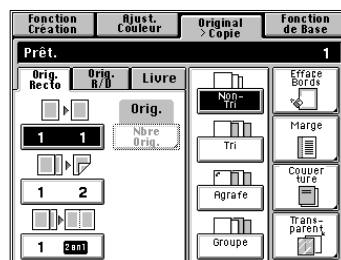 Fonction
Création
Ajust.
Couleur
Original
>Copie
Fonction
de Base
Prêt.
1
Orig.
Recto
Orig.
R/D
Livre
Orig.
Nbre
Orig.
1 1
1 2
1 2en1
Non-
Tri
Tri
Agrafe
Groupe
Efface
Bords
Marge
Couver
ture
Trans-
parent